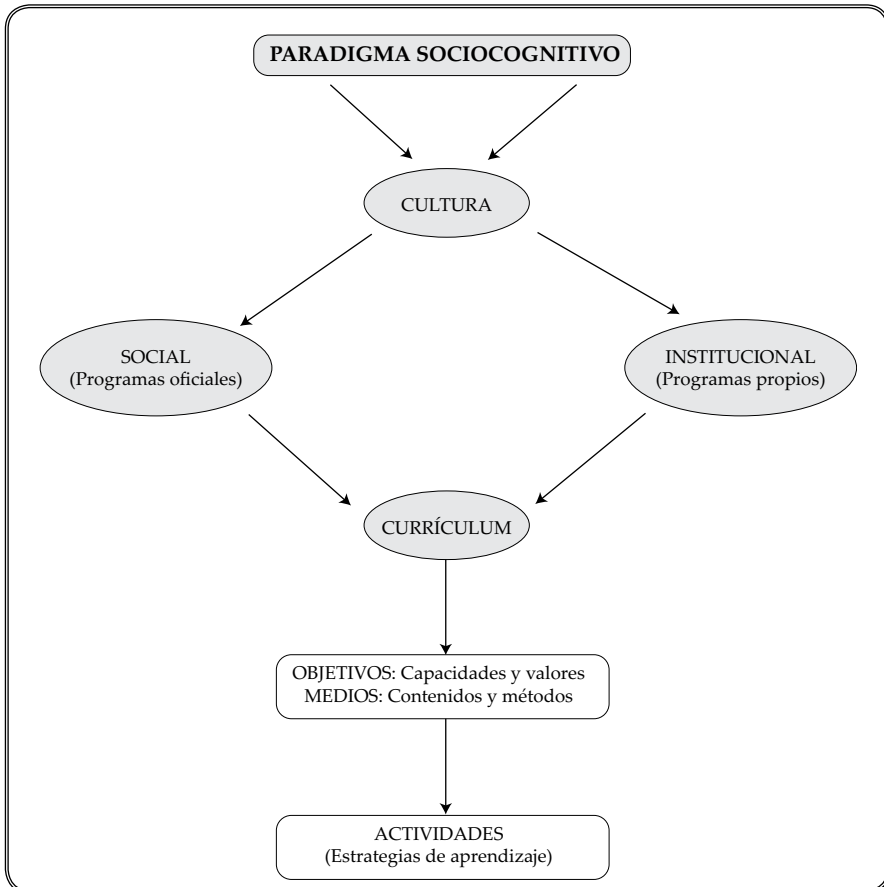 PARADIGMA SOCIOCOGNITIVO
CULTURA
SOCIAL
(Programas oficiales)
INSTITUCIONAL
(Programas propios)
CURRÍCULUM
OBJETIVOS: Capacidades y valores
MEDIOS: Contenidos y métodos
ACTIVIDADES
(Estrategias de aprendizaje)